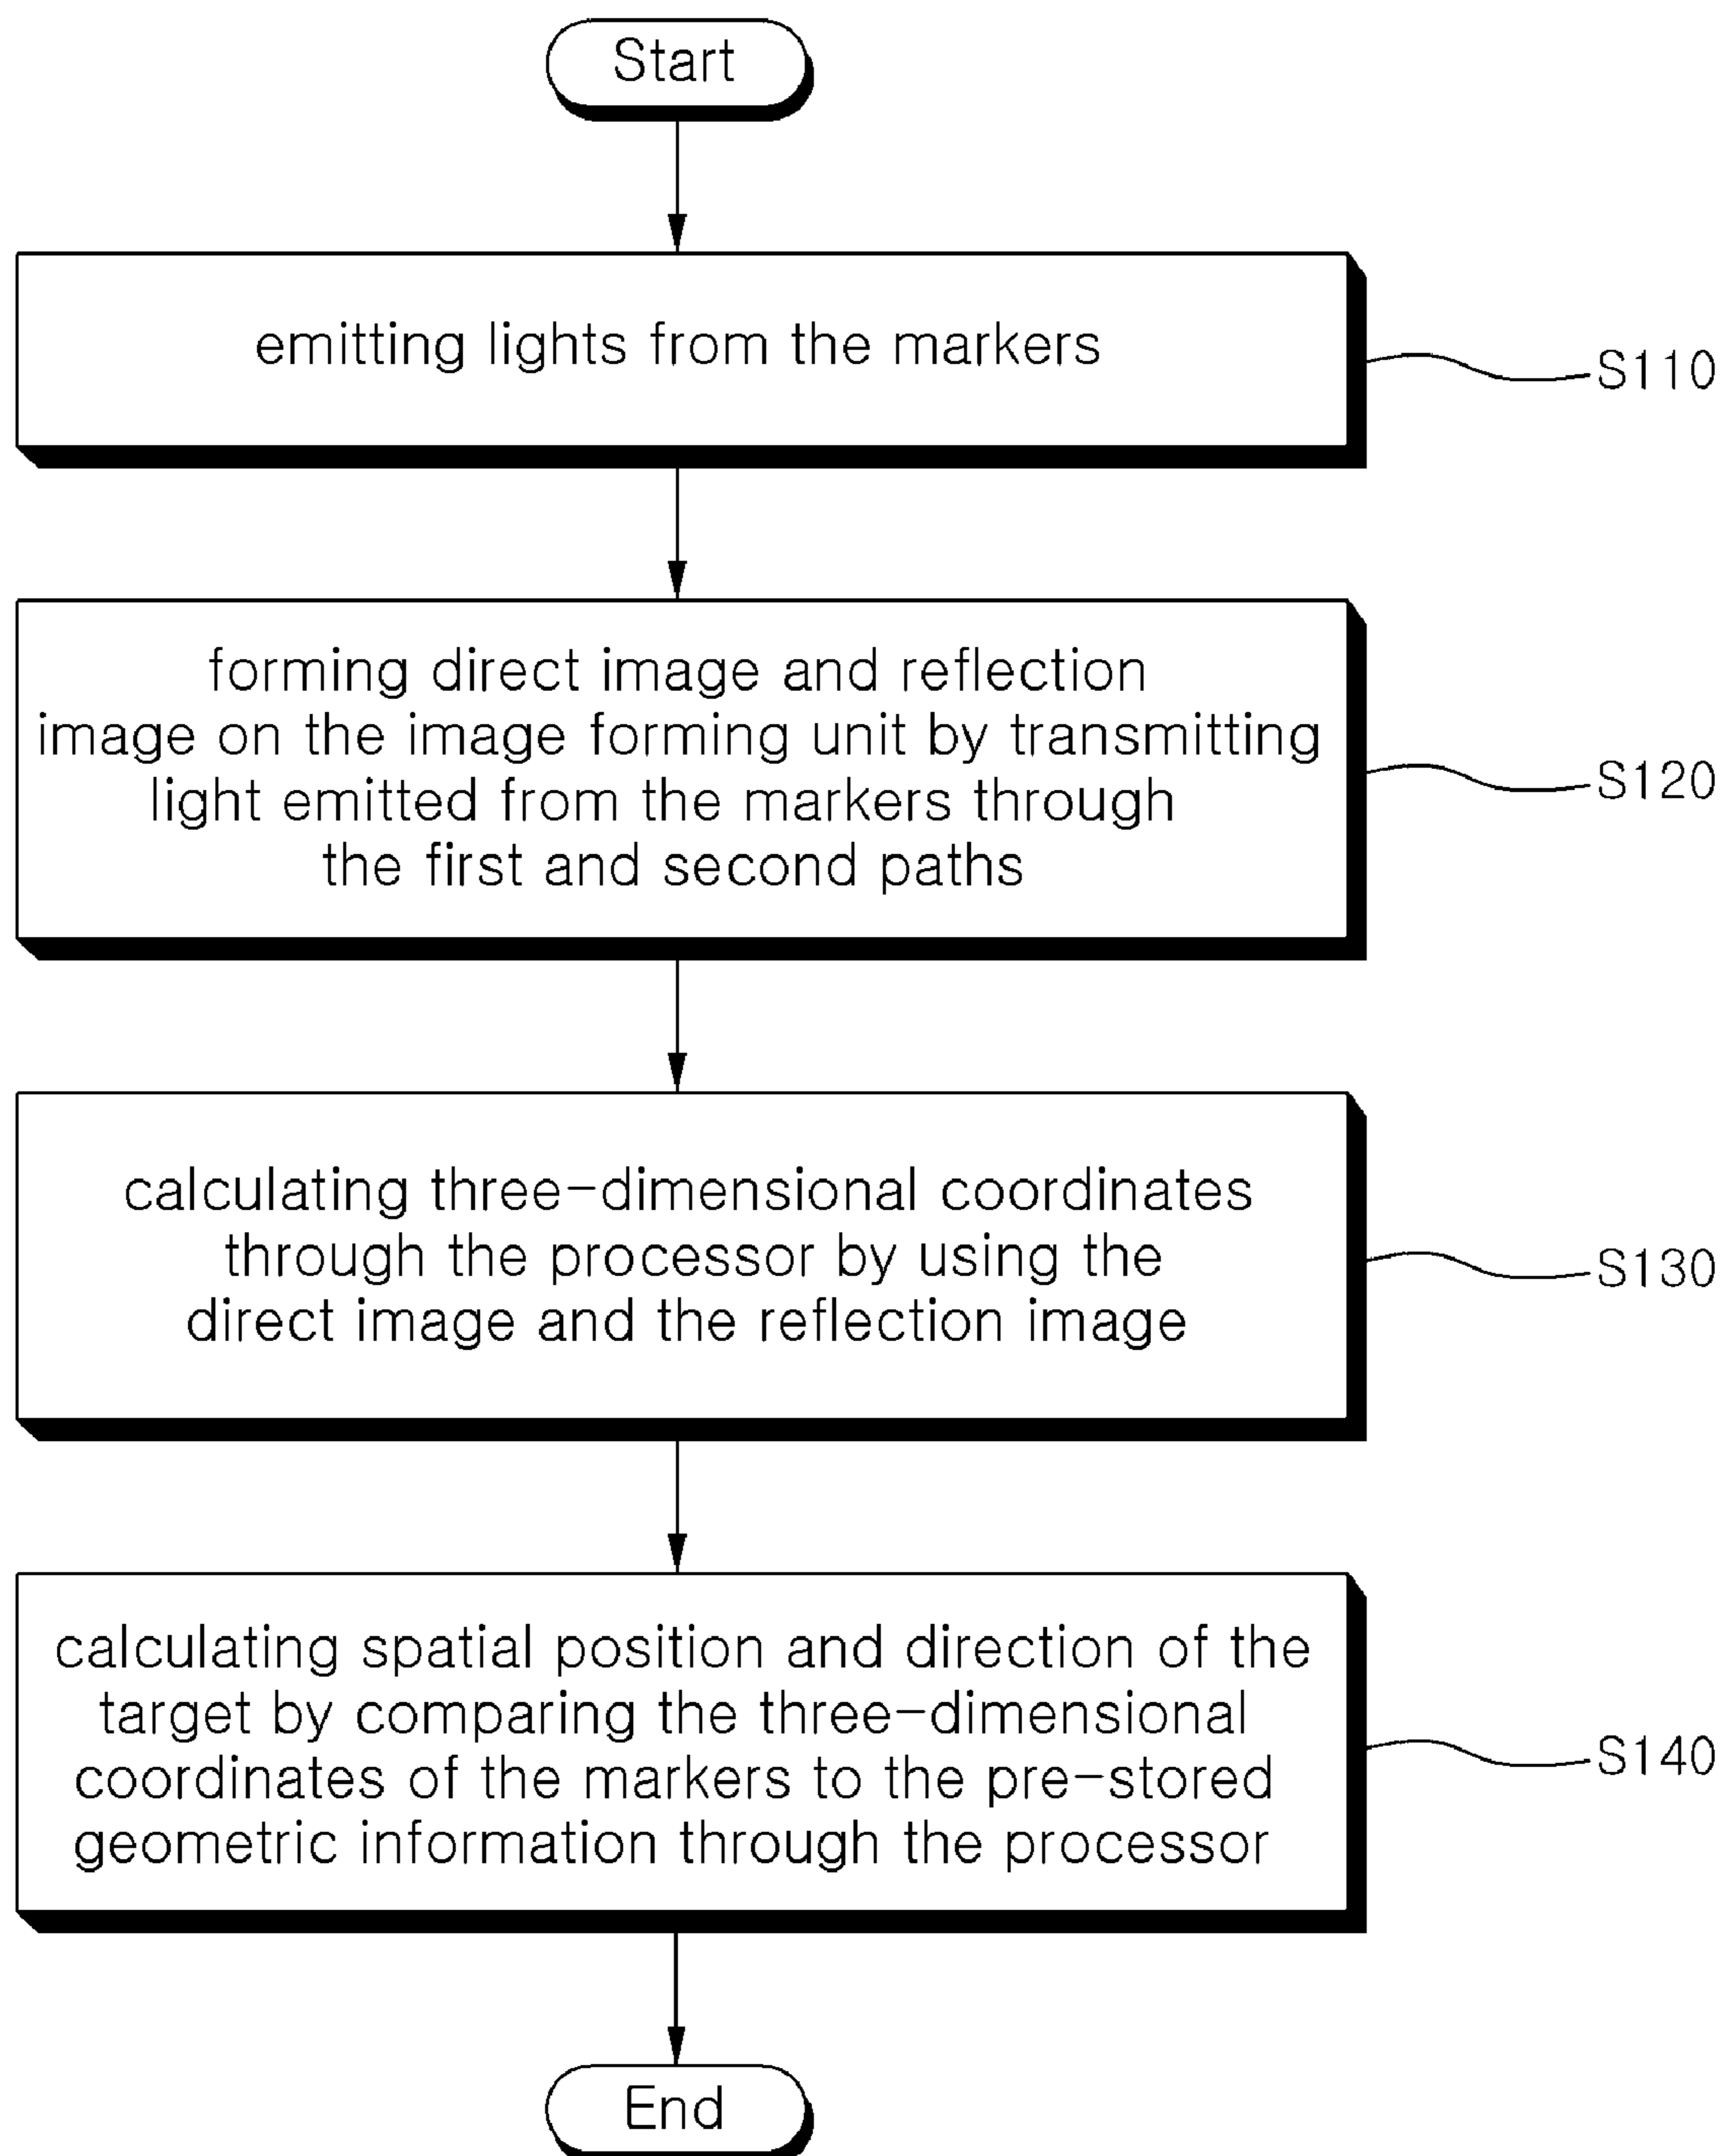 Start
emitting lights from the markers
S110
forming direct image and reflection
image on the image forming unit by transmitting
light emitted from the markers through
the first and second paths
S120
calculating three-dimensional coordinates
through the processor by using the
direct image and the reflection image
S130
calculating spatial position and direction of the
target by comparing the three-dimensional
coordinates of the markers to the pre-stored
geometric information through the processor
S140
End